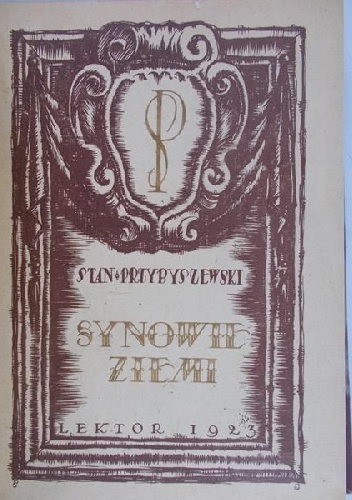 SP
STAN PRZYBYSZEWSKI
SYNOWIE
ZIEMI
LEKTOR 1923